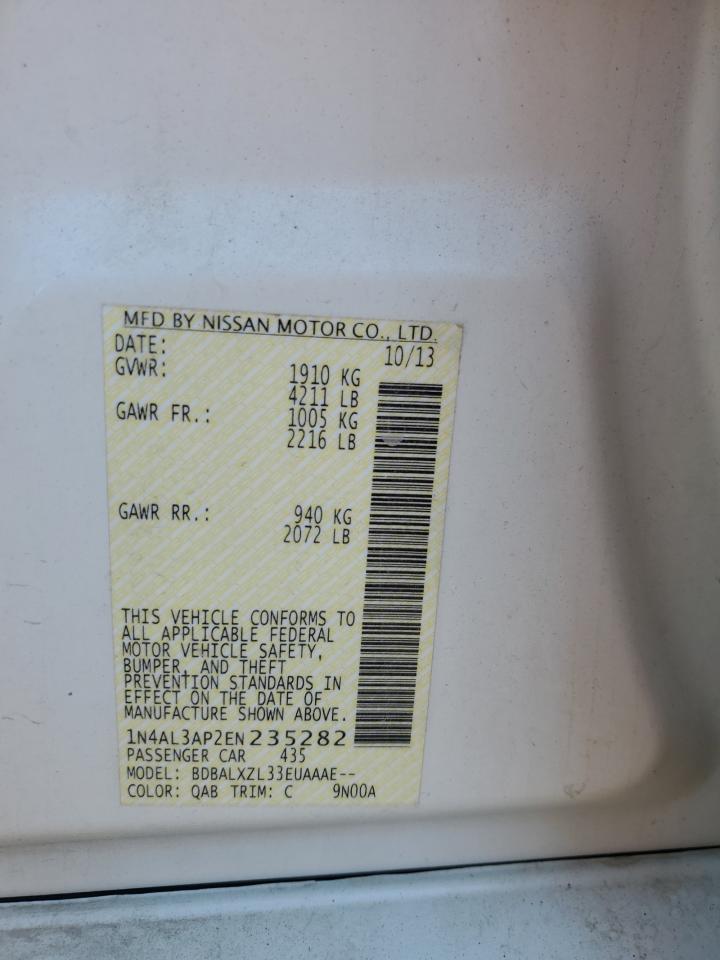 MFD BY NISSAN MOTOR CO., LTD.
DATE: 10/13
GVWR: 1910 KG
4211 LB
GAWR FR.: 1005 KG
2216 LB
GAWR RR.: 940 KG
2072 LB
THIS VEHICLE CONFORMS TO
ALL APPLICABLE FEDERAL
MOTOR VEHICLE SAFETY,
BUMPER, AND THEFT
PREVENTION STANDARDS IN
EFFECT ON THE DATE OF
MANUFACTURE SHOWN ABOVE.
1N4AL3AP2EN235282
PASSENGER CAR 435
MODEL: BDBALXZL33EUAAAE--
COLOR: QAB TRIM: C 9N00A